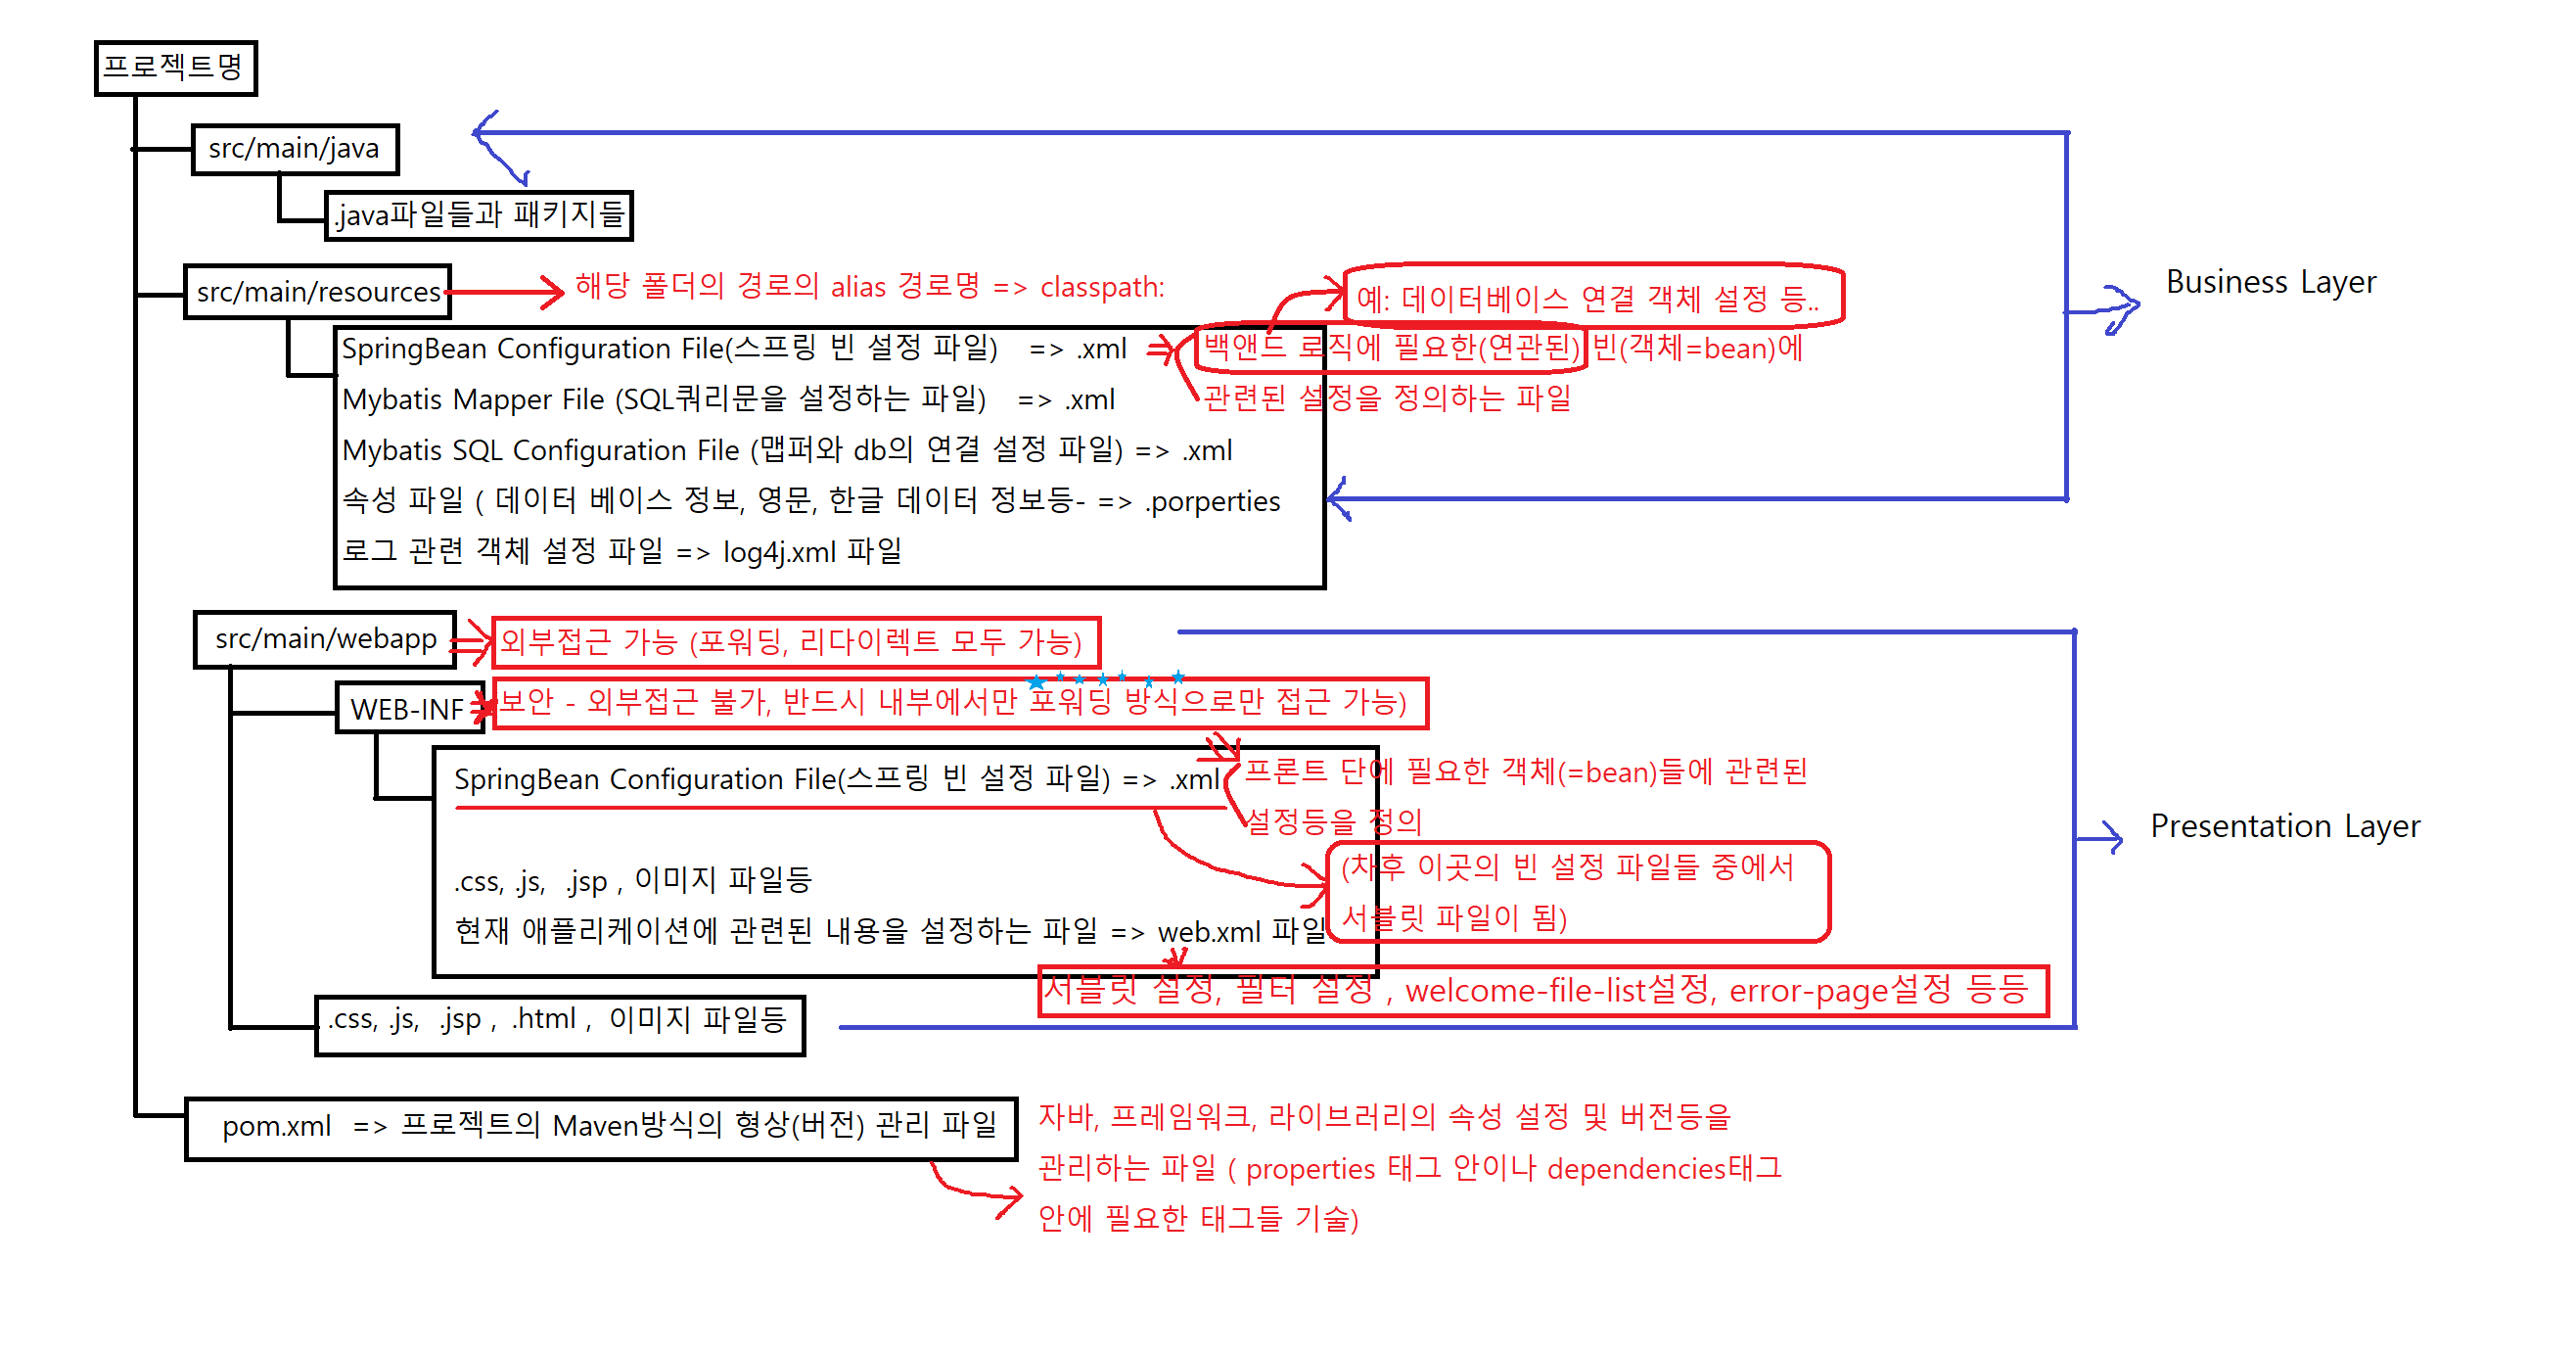 프로젝트명
src/main/java
.java파일들과 패키지들
src/main/resources
해당 폴더의 경로의 alias 경로명 => classpath:
예: 데이터베이스 연결 객체 설정 등..
Business Layer
SpringBean Configuration File(스프링 빈 설정 파일) => .xml
백앤드 로직에 필요한(연관된) 빈(객체=bean)에
관련된 설정을 정의하는 파일
Mybatis Mapper File (SQL쿼리문을 설정하는 파일) => .xml
Mybatis SQL Configuration File (맵퍼와 db의 연결 설정 파일) => .xml
속성 파일 ( 데이터 베이스 정보, 영문, 한글 데이터 정보등- => .porperties
로그 관련 객체 설정 파일 => log4j.xml 파일
src/main/webapp
외부접근 가능 (포워딩, 리다이렉트 모두 가능)
WEB-INF
보안 - 외부접근 불가, 반드시 내부에서만 포워딩 방식으로만 접근 가능)
SpringBean Configuration File(스프링 빈 설정 파일) => .xml
프론트 단에 필요한 객체(=bean)들에 관련된
설정등을 정의
Presentation Layer
(차후 이곳의 빈 설정 파일들 중에서
서블릿 파일이 됨)
.css, .js, .jsp , 이미지 파일등
현재 애플리케이션에 관련된 내용을 설정하는 파일 => web.xml 파일
서블릿 설정, 필터 설정 , welcome-file-list설정, error-page설정 등등
.css, .js, .jsp , .html , 이미지 파일등
pom.xml => 프로젝트의 Maven방식의 형상(버전) 관리 파일
자바, 프레임워크, 라이브러리의 속성 설정 및 버전등을
관리하는 파일 ( properties 태그 안이나 dependencies태그
안에 필요한 태그들 기술)